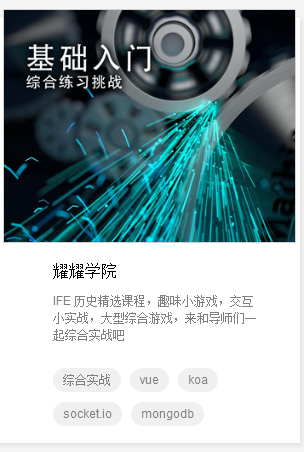 基础入门
综合练习挑战
耀耀学院
IFE 历史精选课程，趣味小游戏，交互
小实战，大型综合游戏，来和导师们一
起综合实战吧
综合实战 vue koa
socket.io mongodb